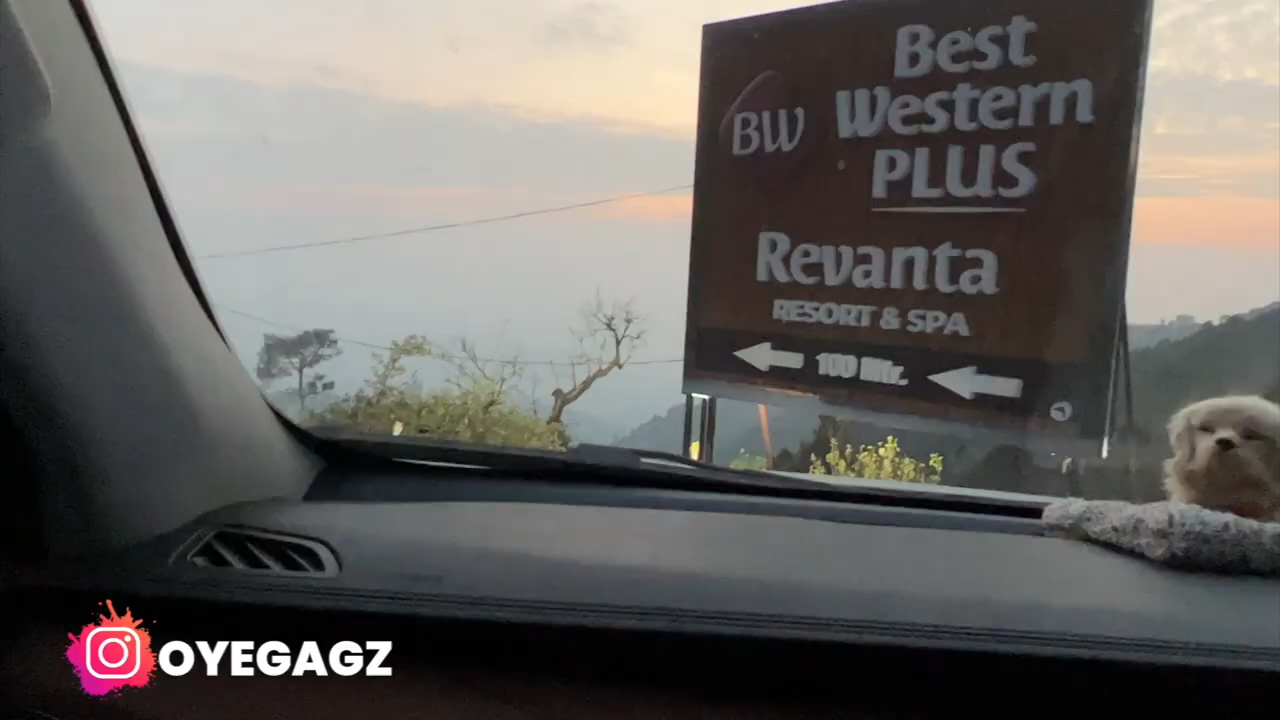 BW
Best
Western
PLUS
Revanta
RESORT & SPA
100 Mtr.
OYEGAGZ